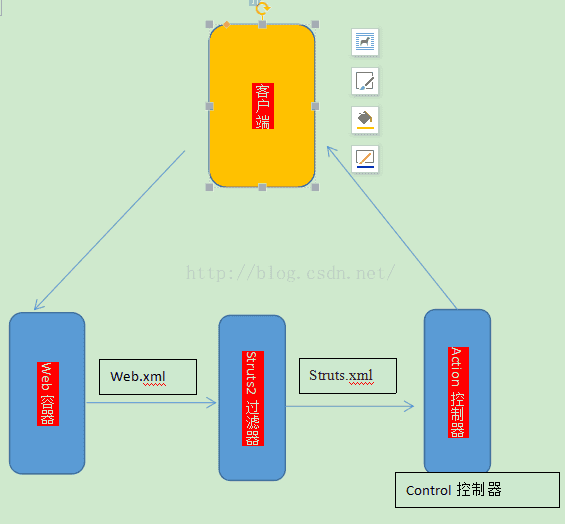 客户端
http://blog.csdn.net/
Web 容器
Web.xml
Struts2 过滤器
Struts.xml
Action 控制器
Control 控制器